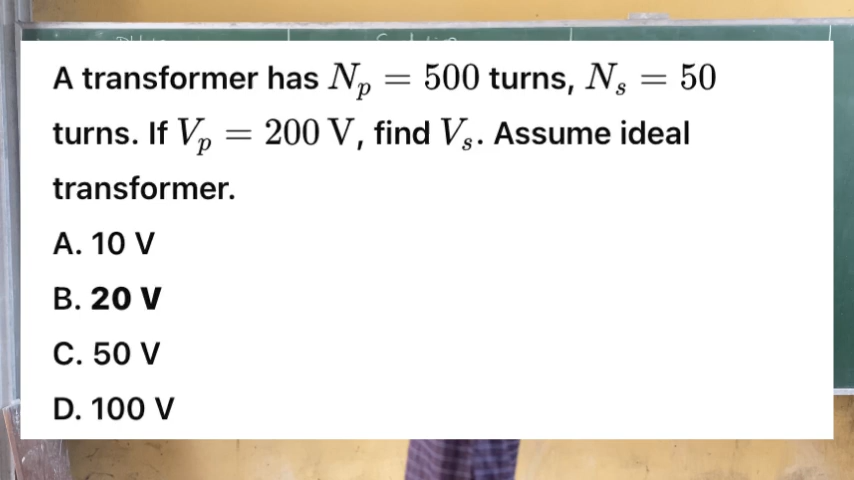 A transformer has Nₚ = 500 turns, Nₛ = 50
turns. If Vₚ = 200 V, find Vₛ. Assume ideal
transformer.
A. 10 V
B. 20 V
C. 50 V
D. 100 V